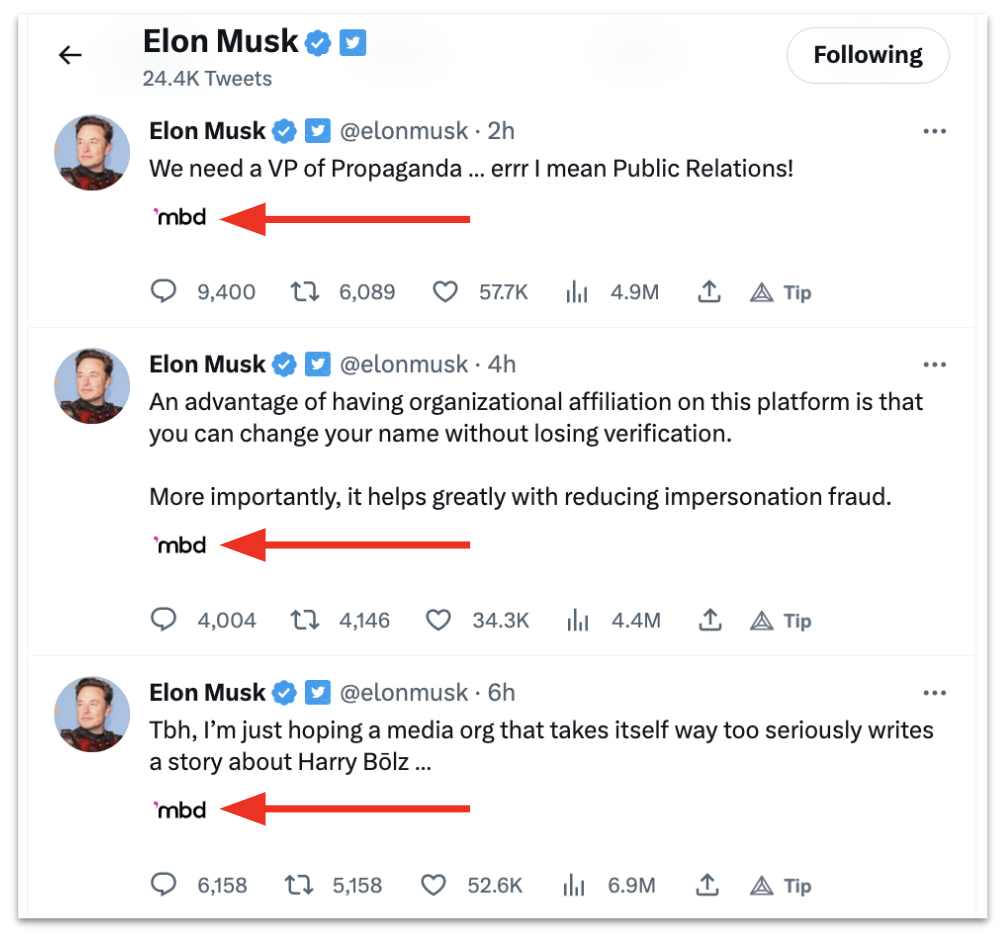 Elon Musk
24.4K Tweets
Following
Elon Musk @elonmusk · 2h
We need a VP of Propaganda ... errr I mean Public Relations!
'mbd
9,400 6,089 57.7K 4.9M Tip
Elon Musk @elonmusk · 4h
An advantage of having organizational affiliation on this platform is that
you can change your name without losing verification.
More importantly, it helps greatly with reducing impersonation fraud.
'mbd
4,004 4,146 34.3K 4.4M Tip
Elon Musk @elonmusk · 6h
Tbh, I’m just hoping a media org that takes itself way too seriously writes
a story about Harry Bōlz ...
'mbd
6,158 5,158 52.6K 6.9M Tip